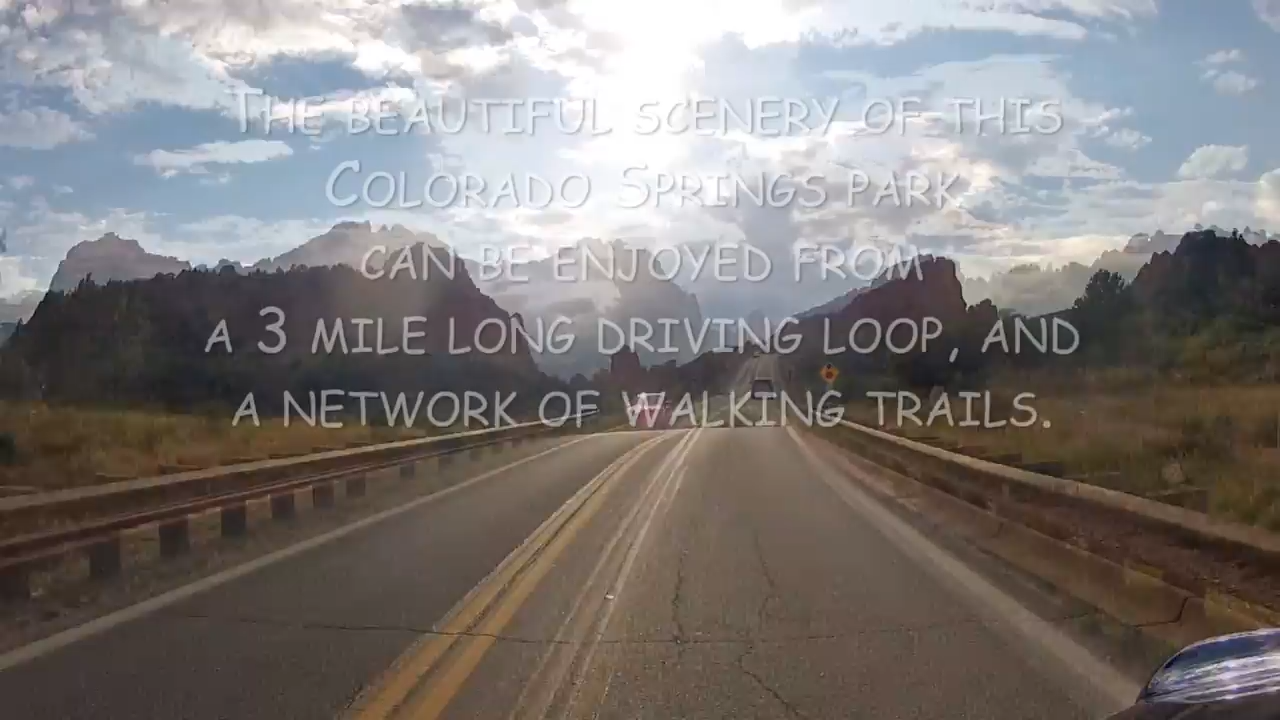 The beautiful scenery of this
Colorado Springs park
can be enjoyed from
a 3 mile long driving loop, and
a network of walking trails.